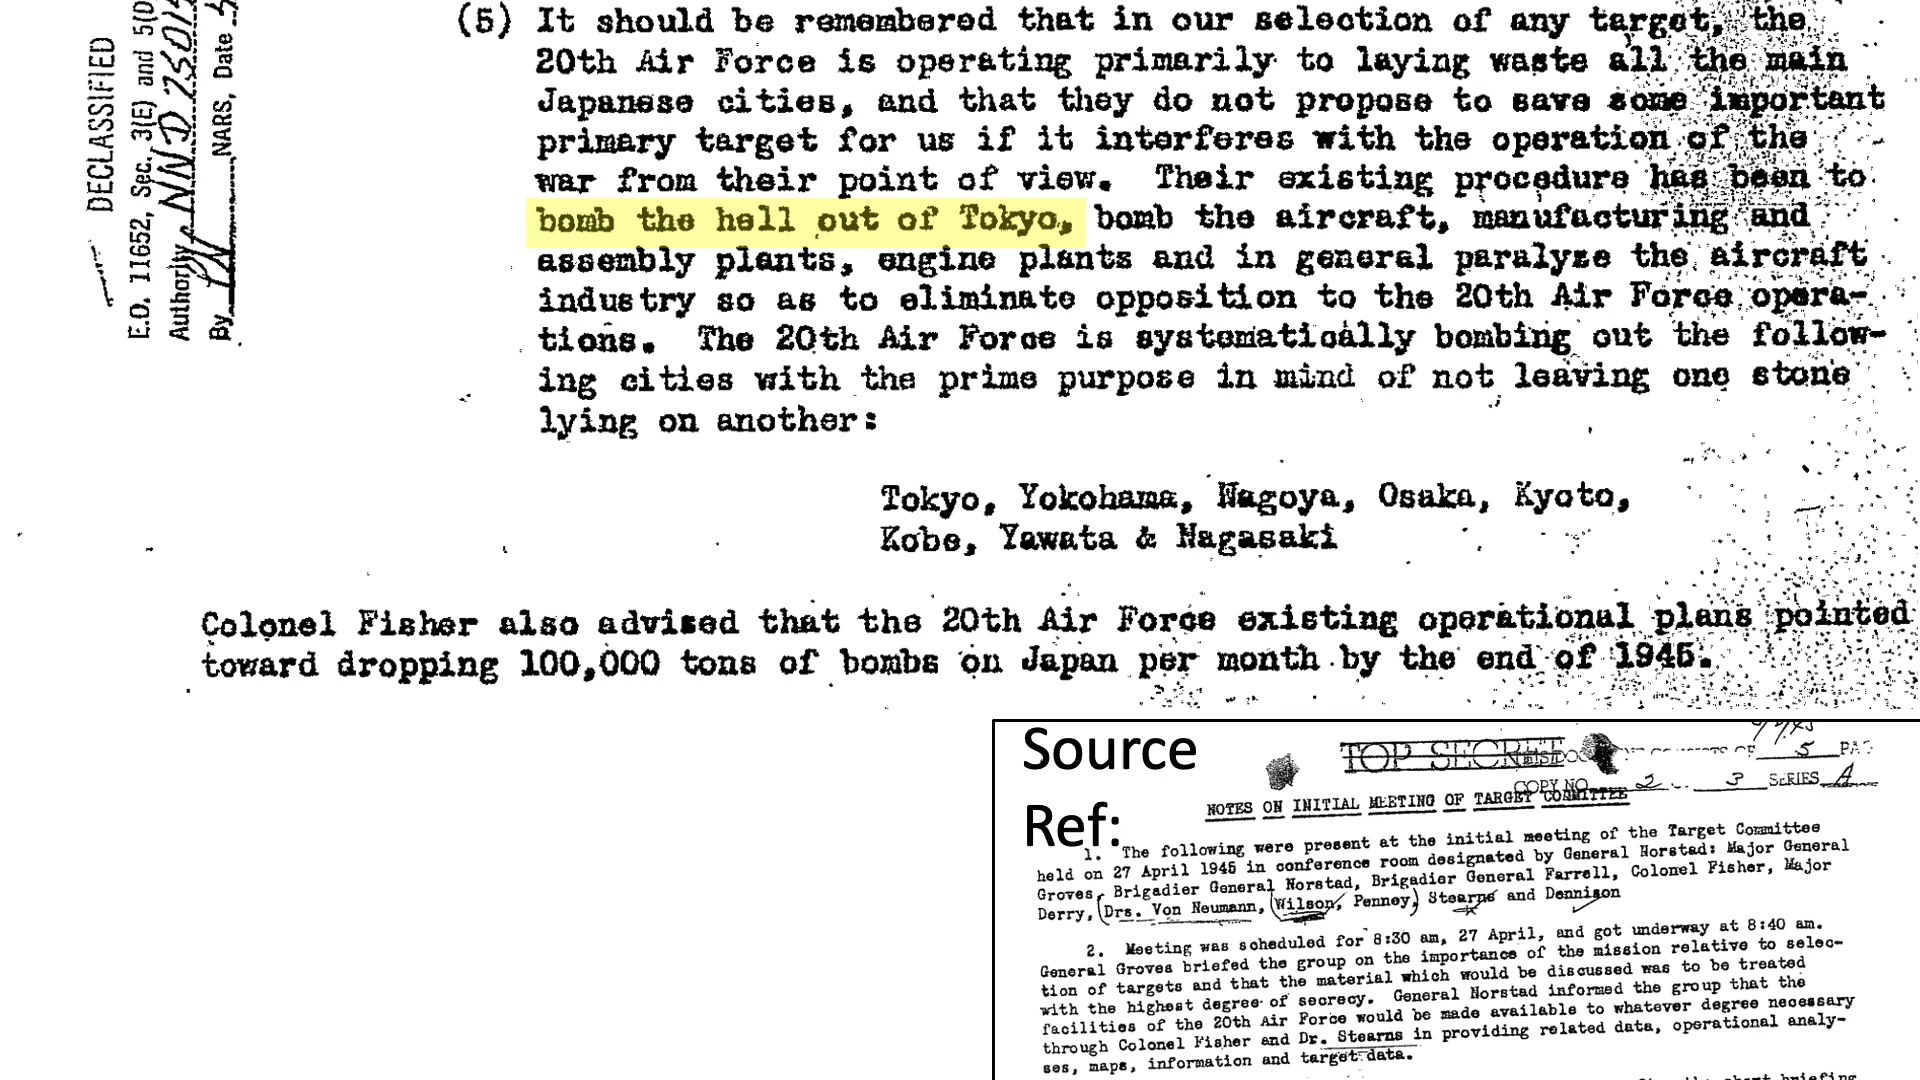 DECLASSIFIED
E.O. 11652, Sec. 3(E) and 5(D
Authority NND 75017
By NARS, Date
(5) It should be remembered that in our selection of any target, the
20th Air Force is operating primarily to laying waste all the main
Japanese cities, and that they do not propose to save some important
primary target for us if it interferes with the operation of the
war from their point of view. Their existing procedure has been to
bomb the hell out of Tokyo, bomb the aircraft, manufacturing and
assembly plants, engine plants and in general paralyze the aircraft
industry so as to eliminate opposition to the 20th Air Force opera-
tions. The 20th Air Force is systematically bombing out the follow-
ing cities with the prime purpose in mind of not leaving one stone
lying on another:
Tokyo, Yokohama, Nagoya, Osaka, Kyoto,
Kobe, Yawata & Nagasaki
Colonel Fisher also advised that the 20th Air Force existing operational plans pointed
toward dropping 100,000 tons of bombs on Japan per month by the end of 1945.
Source
Ref:
TOP SECRET
OF 5 PAG
COPY NO 2 3 SERIES A
NOTES ON INITIAL MEETING OF TARGET COMMITTEE
1. The following were present at the initial meeting of the Target Committee
held on 27 April 1945 in conference room designated by General Norstad: Major General
Groves, Brigadier General Norstad, Brigadier General Farrell, Colonel Fisher, Major
Derry, Drs. Von Neumann, Wilson, Penney, Stearns and Dennison
2. Meeting was scheduled for 8:30 am, 27 April, and got underway at 8:40 am.
General Groves briefed the group on the importance of the mission relative to selec-
tion of targets and that the material which would be discussed was to be treated
with the highest degree of secrecy. General Norstad informed the group that the
facilities of the 20th Air Force would be made available to whatever degree necessary
through Colonel Fisher and Dr. Stearns in providing related data, operational analy-
ses, maps, information and target data.
briefing